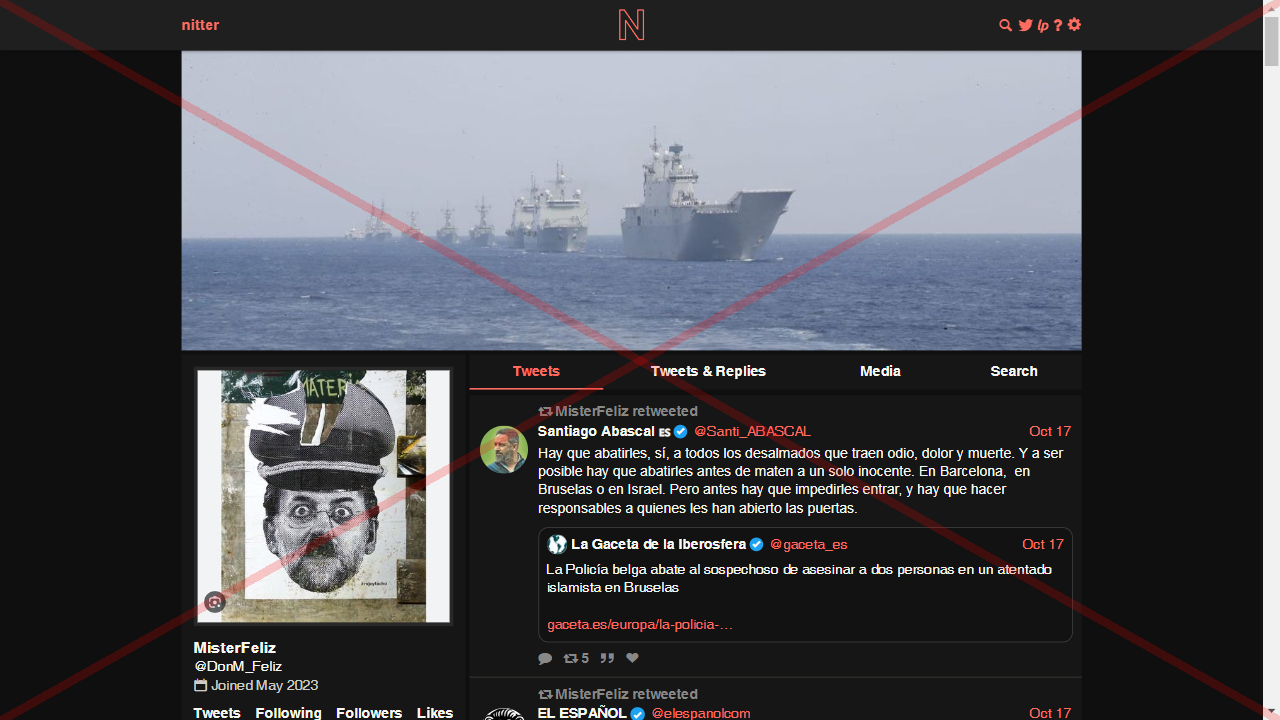 nitter
N
lp ?
MATERI
Tweets
Tweets & Replies
Media
Search
MisterFeliz retweeted
Santiago Abascal ES @Santi_ABASCAL Oct 17
Hay que abatirles, sí, a todos los desalmados que traen odio, dolor y muerte. Y a ser
posible hay que abatirles antes de maten a un solo inocente. En Barcelona, en
Bruselas o en Israel. Pero antes hay que impedirles entrar, y hay que hacer
responsables a quienes les han abierto las puertas.
La Gaceta de la Iberosfera @gaceta_es Oct 17
La Policía belga abate al sospechoso de asesinar a dos personas en un atentado
islamista en Bruselas
gaceta.es/europa/la-policia-…
5
MisterFeliz
@DonM_Feliz
Joined May 2023
Tweets Following Followers Likes
MisterFeliz retweeted
EL ESPAÑOL @elespanolcom Oct 17